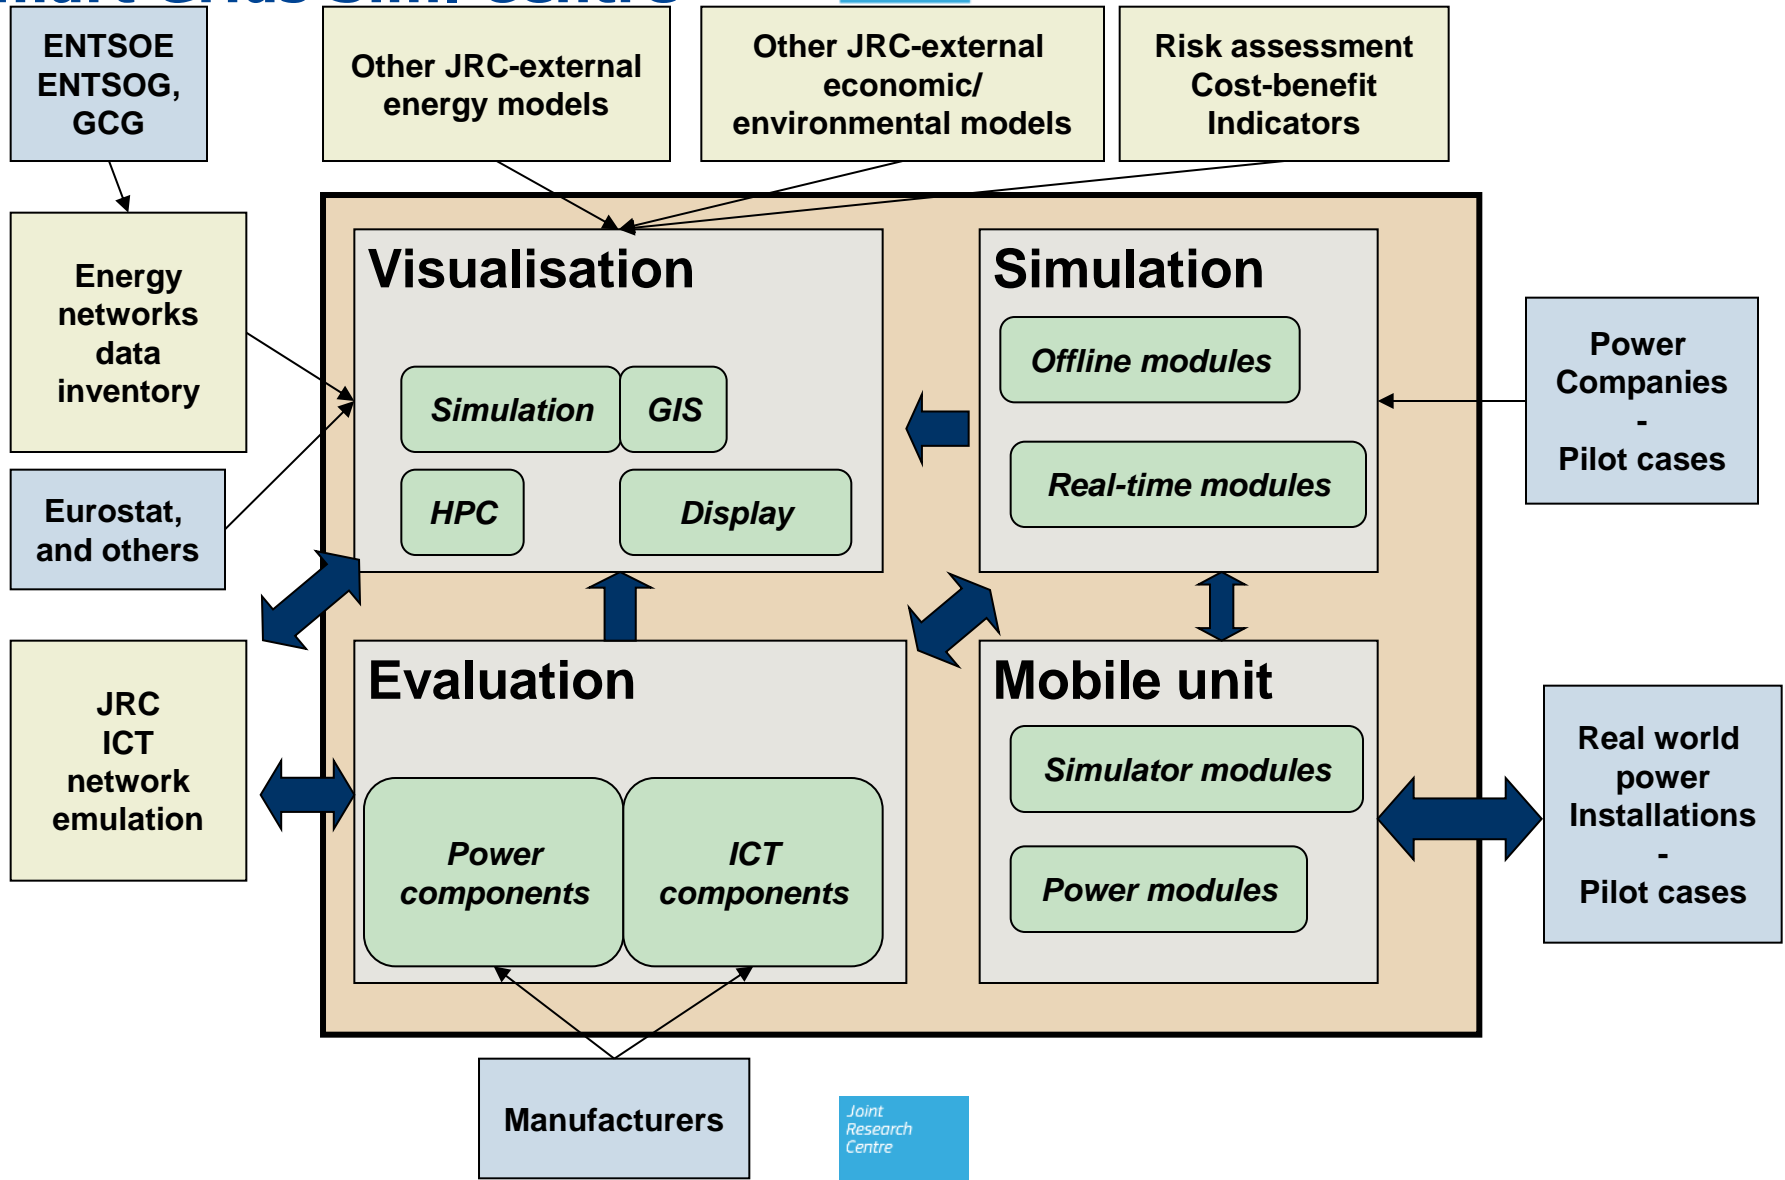 ENTSOE
ENTSOG,
GCG
Other JRC-external
energy models
Other JRC-external
economic/
environmental models
Risk assessment
Cost-benefit
Indicators
Energy
networks
data
inventory
Eurostat,
and others
JRC
ICT
network
emulation
Visualisation
Simulation
GIS
HPC
Display
Simulation
Offline modules
Real-time modules
Power
Companies
-
Pilot cases
Evaluation
Power
components
ICT
components
Mobile unit
Simulator modules
Power modules
Real world
power
Installations
-
Pilot cases
Manufacturers
Joint
Research
Centre